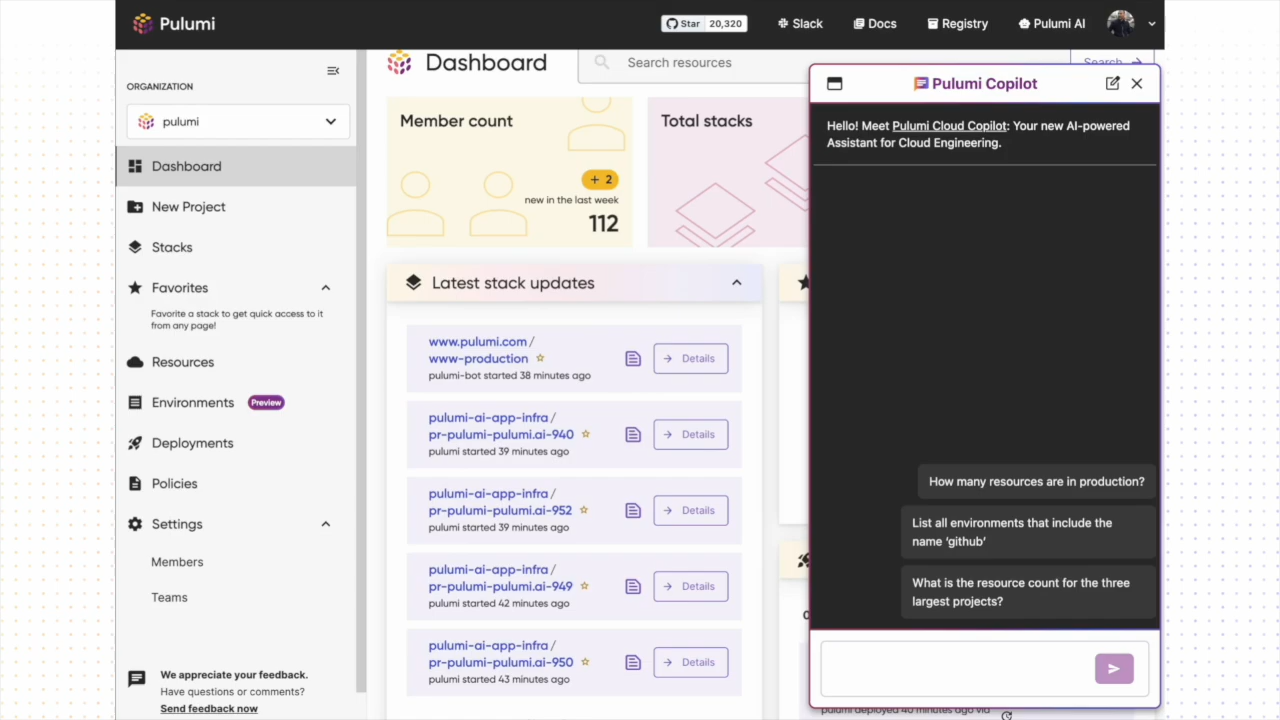 Pulumi
Star 20,320
Slack
Docs
Registry
Pulumi AI
ORGANIZATION
pulumi
Dashboard
New Project
Stacks
Favorites
Favorite a stack to get quick access to it
from any page!
Resources
Environments Preview
Deployments
Policies
Settings
Members
Teams
We appreciate your feedback.
Have questions or comments?
Send feedback now
Dashboard
Search resources
Search
Member count
+ 2
new in the last week
112
Total stacks
Latest stack updates
www.pulumi.com /
www-production
pulumi-bot started 38 minutes ago
Details
pulumi-ai-app-infra /
pr-pulumi-pulumi.ai-940
pulumi started 39 minutes ago
Details
pulumi-ai-app-infra /
pr-pulumi-pulumi.ai-952
pulumi started 39 minutes ago
Details
pulumi-ai-app-infra /
pr-pulumi-pulumi.ai-949
pulumi started 42 minutes ago
Details
pulumi-ai-app-infra /
pr-pulumi-pulumi.ai-950
pulumi started 43 minutes ago
Details
Pulumi Copilot
Hello! Meet Pulumi Cloud Copilot: Your new AI-powered
Assistant for Cloud Engineering.
How many resources are in production?
List all environments that include the
name ‘github’
What is the resource count for the three
largest projects?
pulumi deployed 40 minutes ago via